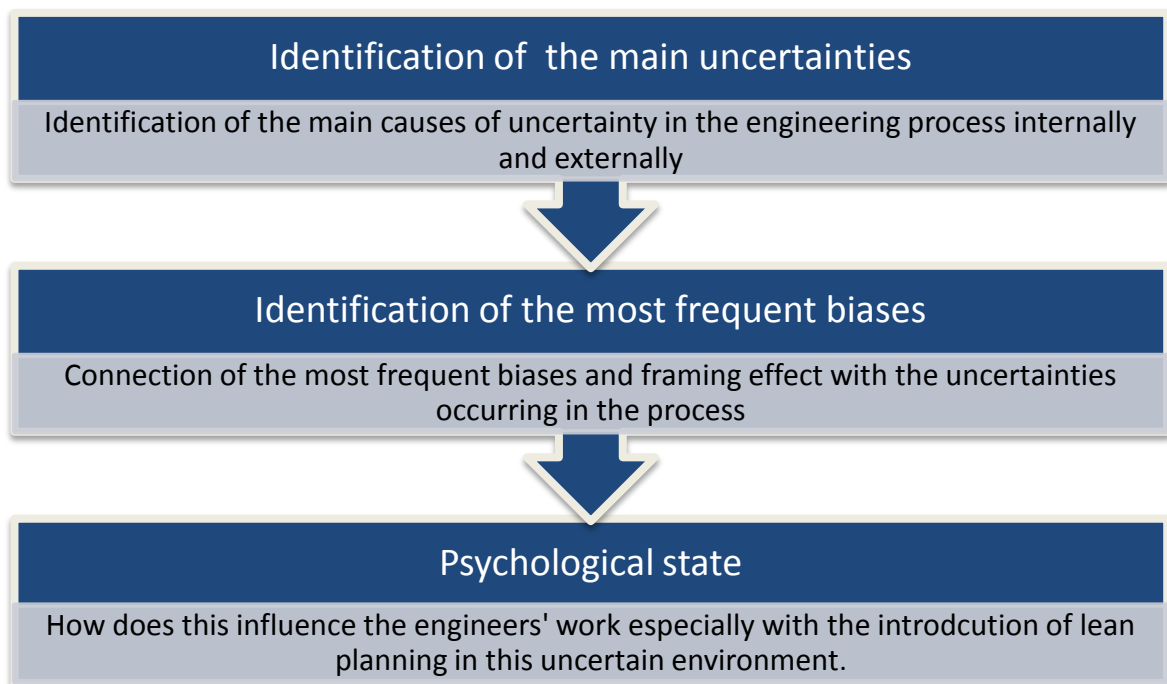 Identification of the main uncertainties
Identification of the main causes of uncertainty in the engineering process internally
and externally
Identification of the most frequent biases
Connection of the most frequent biases and framing effect with the uncertainties
occurring in the process
Psychological state
How does this influence the engineers' work especially with the introdcution of lean
planning in this uncertain environment.